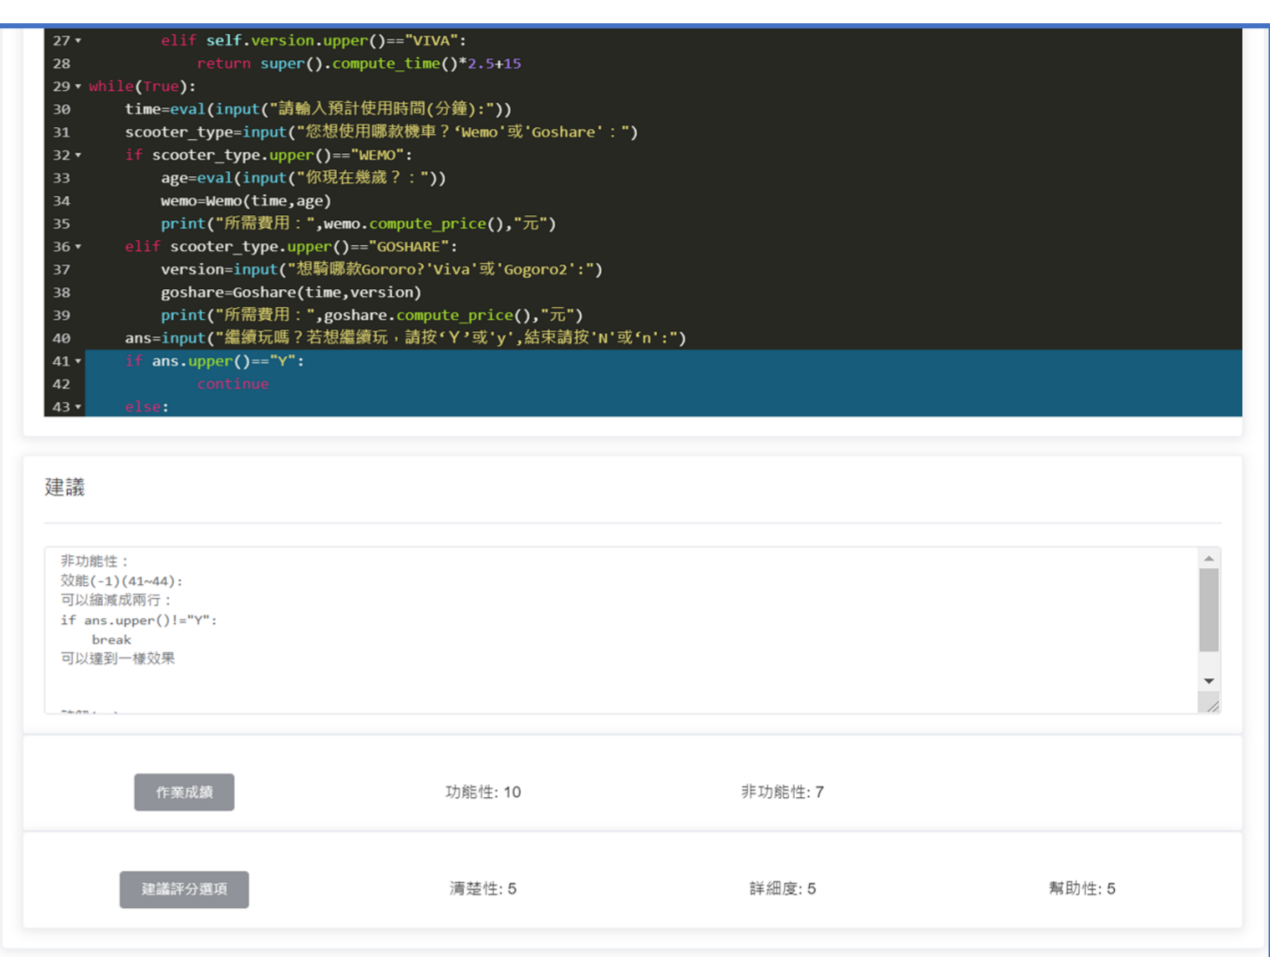 27 elif self.version.upper()=="VIVA":
28 return super().compute_time()*2.5+15
29 while(True):
30 time=eval(input("請輸入預計使用時間(分鐘):"))
31 scooter_type=input("您想使用哪款機車？‘Wemo'或'Goshare'：")
32 if scooter_type.upper()=="WEMO":
33 age=eval(input("你現在幾歲？："))
34 wemo=Wemo(time,age)
35 print("所需費用：",wemo.compute_price(),"元")
36 elif scooter_type.upper()=="GOSHARE":
37 version=input("想騎哪款Gororo?'Viva'或'Gogoro2':")
38 goshare=Goshare(time,version)
39 print("所需費用：",goshare.compute_price(),"元")
40 ans=input("繼續玩嗎？若想繼續玩，請按‘Y’或'y',結束請按'N'或‘n':")
41 if ans.upper()=="Y":
42 continue
43 else:
建議
非功能性：
效能(-1)(41~44):
可以縮減成兩行：
if ans.upper()!="Y":
break
可以達到一樣效果
作業成績 功能性: 10 非功能性: 7
建議評分選項 清楚性: 5 詳細度: 5 幫助性: 5